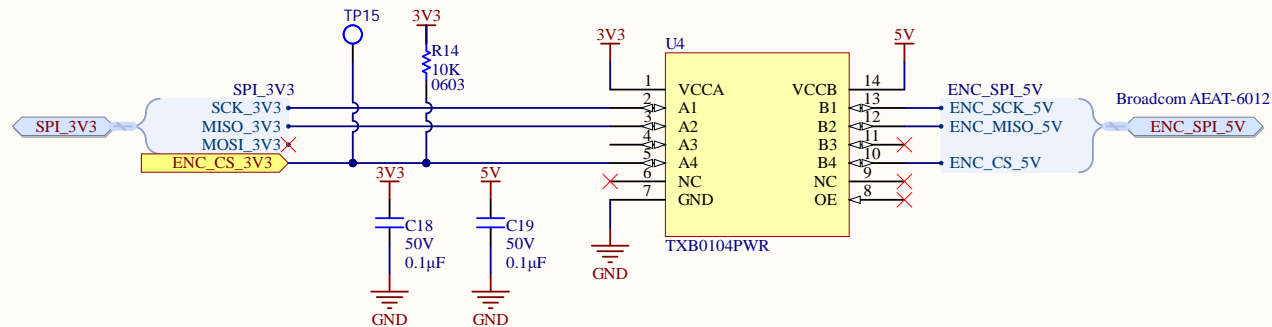 TP15
3V3
R14
10K
0603
3V3
U4
5V
SPI_3V3
SCK_3V3
MISO_3V3
MOSI_3V3
SPI_3V3
ENC_CS_3V3
1 VCCA VCCB 14
2 A1 B1 13
3 A2 B2 12
4 A3 B3 11
5 A4 B4 10
6 NC NC 9
7 GND OE 8
TXB0104PWR
GND
ENC_SPI_5V
ENC_SCK_5V
ENC_MISO_5V
ENC_CS_5V
Broadcom AEAT-6012
ENC_SPI_5V
3V3
C18
50V
0.1µF
GND
5V
C19
50V
0.1µF
GND